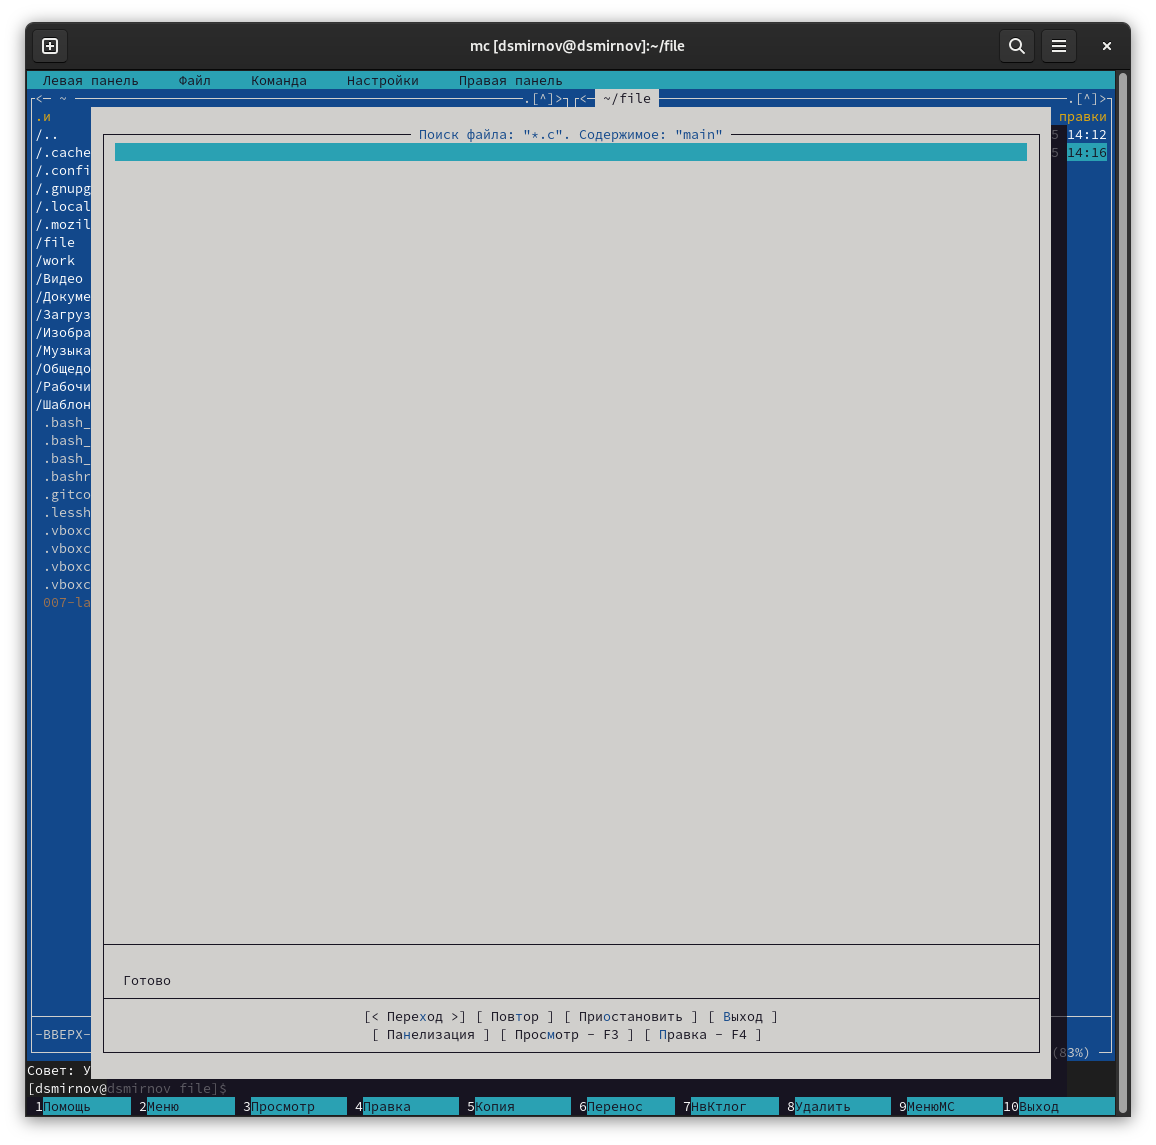 mc [dsmirnov@dsmirnov]:~/file
Левая панель Файл Команда Настройки Правая панель
<─ ~ .[^]> <─ ~/file .[^]>
.и правки
/.. 5 14:12
Поиск файла: "*.c". Содержимое: "main"
/.cache 5 14:16
/.confi
/.gnupg
/.local
/.mozil
/file
/work
/Видео
/Докуме
/Загруз
/Изобра
/Музыка
/Общедо
/Рабочи
/Шаблон
.bash_
.bash_
.bash_
.bashr
.gitco
.lessh
.vboxc
.vboxc
.vboxc
.vboxc
007-la
Готово
[< Переход >] [ Повтор ] [ Приостановить ] [ Выход ]
-ВВЕРХ-
[ Панелизация ] [ Просмотр - F3 ] [ Правка - F4 ]
(83%)
Совет: У
[dsmirnov@dsmirnov file]$
1Помощь 2Меню 3Просмотр 4Правка 5Копия 6Перенос 7НвКтлог 8Удалить 9МенюМС 10Выход